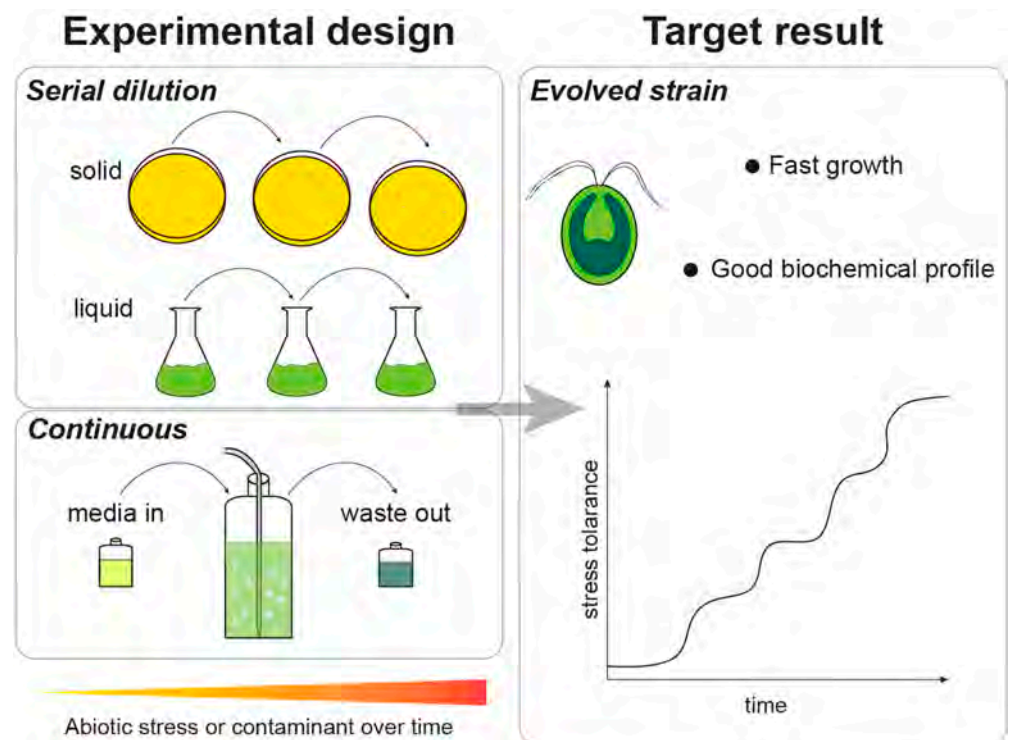 Experimental design
Target result
Serial dilution
solid
liquid
Continuous
media in
waste out
Abiotic stress or contaminant over time
Evolved strain
● Fast growth
● Good biochemical profile
stress tolarance
time